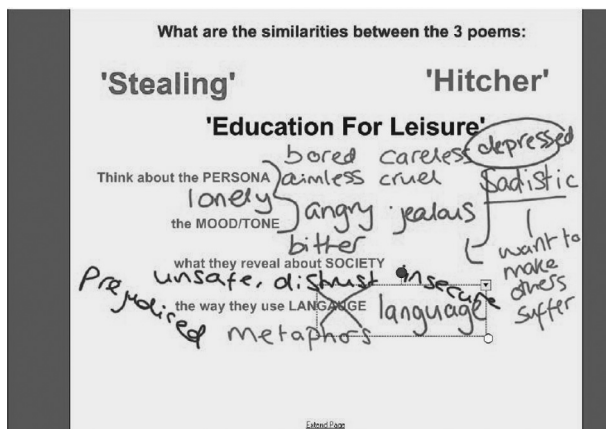 What are the similarities between the 3 poems:
'Stealing' 'Hitcher'
'Education For Leisure'
depressed
bored careless
Think about the PERSONA aimless cruel Sadistic
lonely
the MOOD/TONE angry jealous
bitter
want to
make
others
suffer
what they reveal about SOCIETY
Prejudiced unsafe, distrust insecure
the way they use LANGAUGE language
metaphors
Extend Page